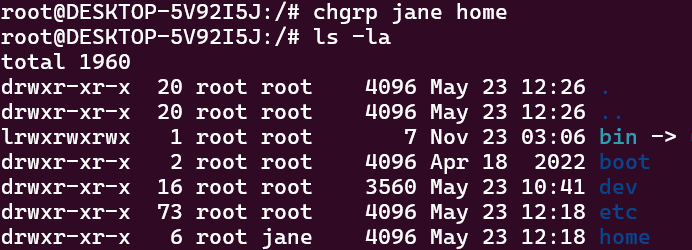 root@DESKTOP-5V92I5J:/# chgrp jane home
root@DESKTOP-5V92I5J:/# ls -la
total 1960
drwxr-xr-x  20 root root    4096 May 23 12:26 .
drwxr-xr-x  20 root root    4096 May 23 12:26 ..
lrwxrwxrwx   1 root root       7 Nov 23 03:06 bin ->
drwxr-xr-x   2 root root    4096 Apr 18  2022 boot
drwxr-xr-x  16 root root    3560 May 23 10:41 dev
drwxr-xr-x  73 root root    4096 May 23 12:18 etc
drwxr-xr-x   6 root jane    4096 May 23 12:18 home